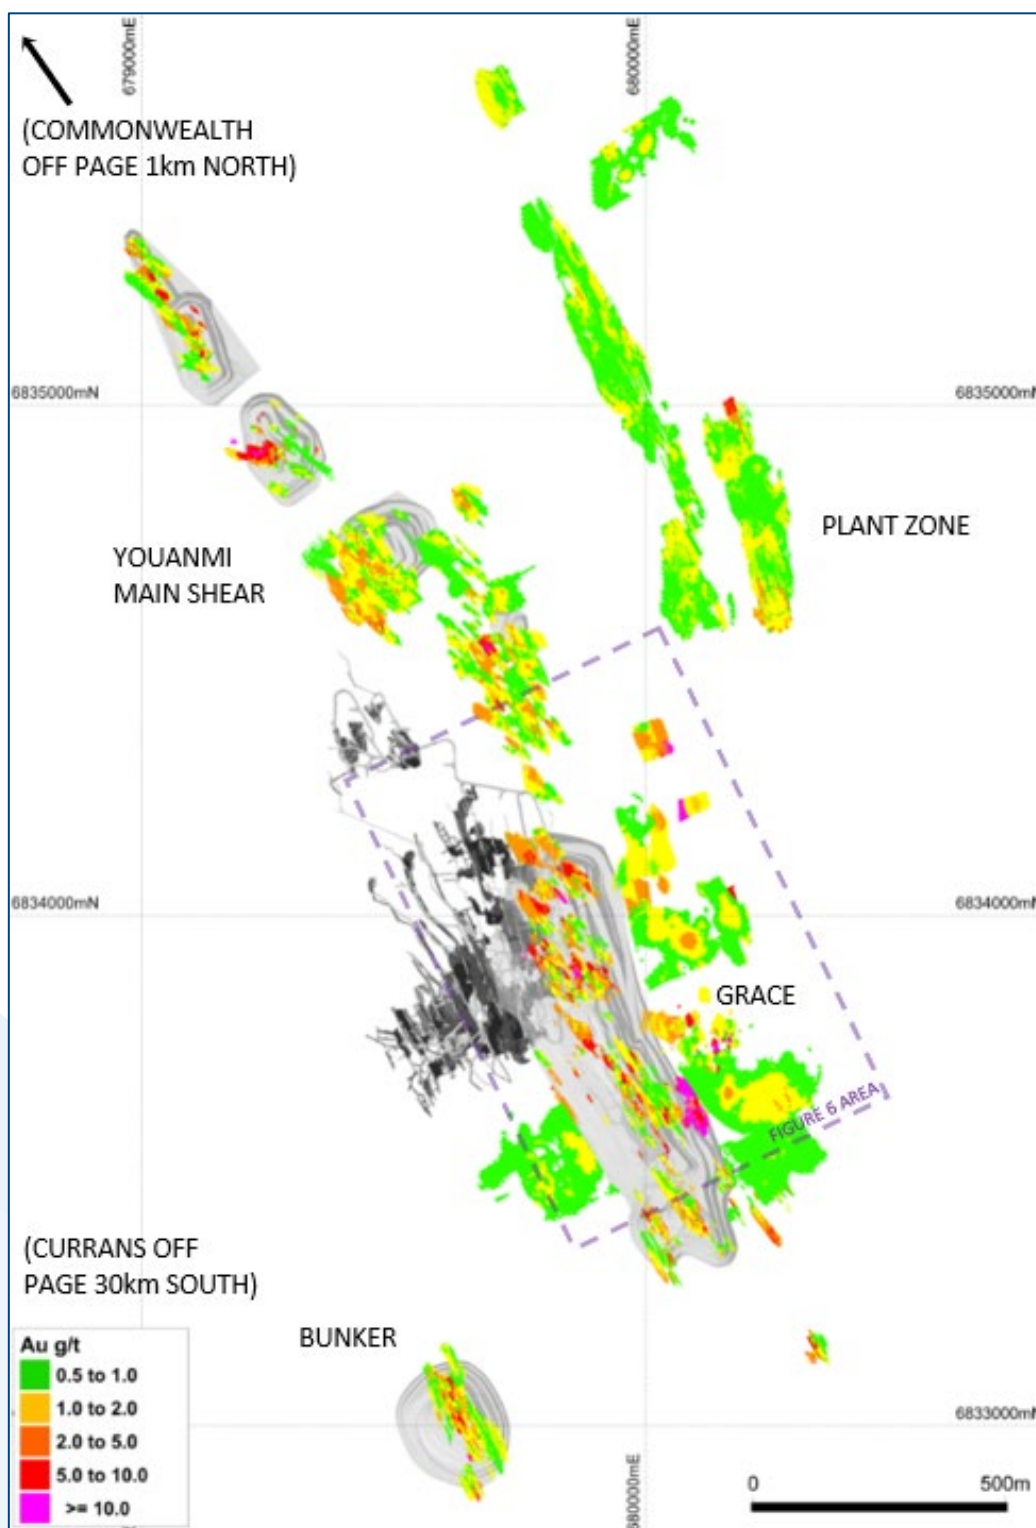 679000mE
680000mE
(COMMONWEALTH
OFF PAGE 1km NORTH)
6835000mN
6835000mN
PLANT ZONE
YOUANMI
MAIN SHEAR
6834000mN
6834000mN
GRACE
FIGURE 6 AREA
(CURRANS OFF
PAGE 30km SOUTH)
BUNKER
Au g/t
0.5 to 1.0
1.0 to 2.0
2.0 to 5.0
5.0 to 10.0
>= 10.0
6833000mN
680000mE
0
500m